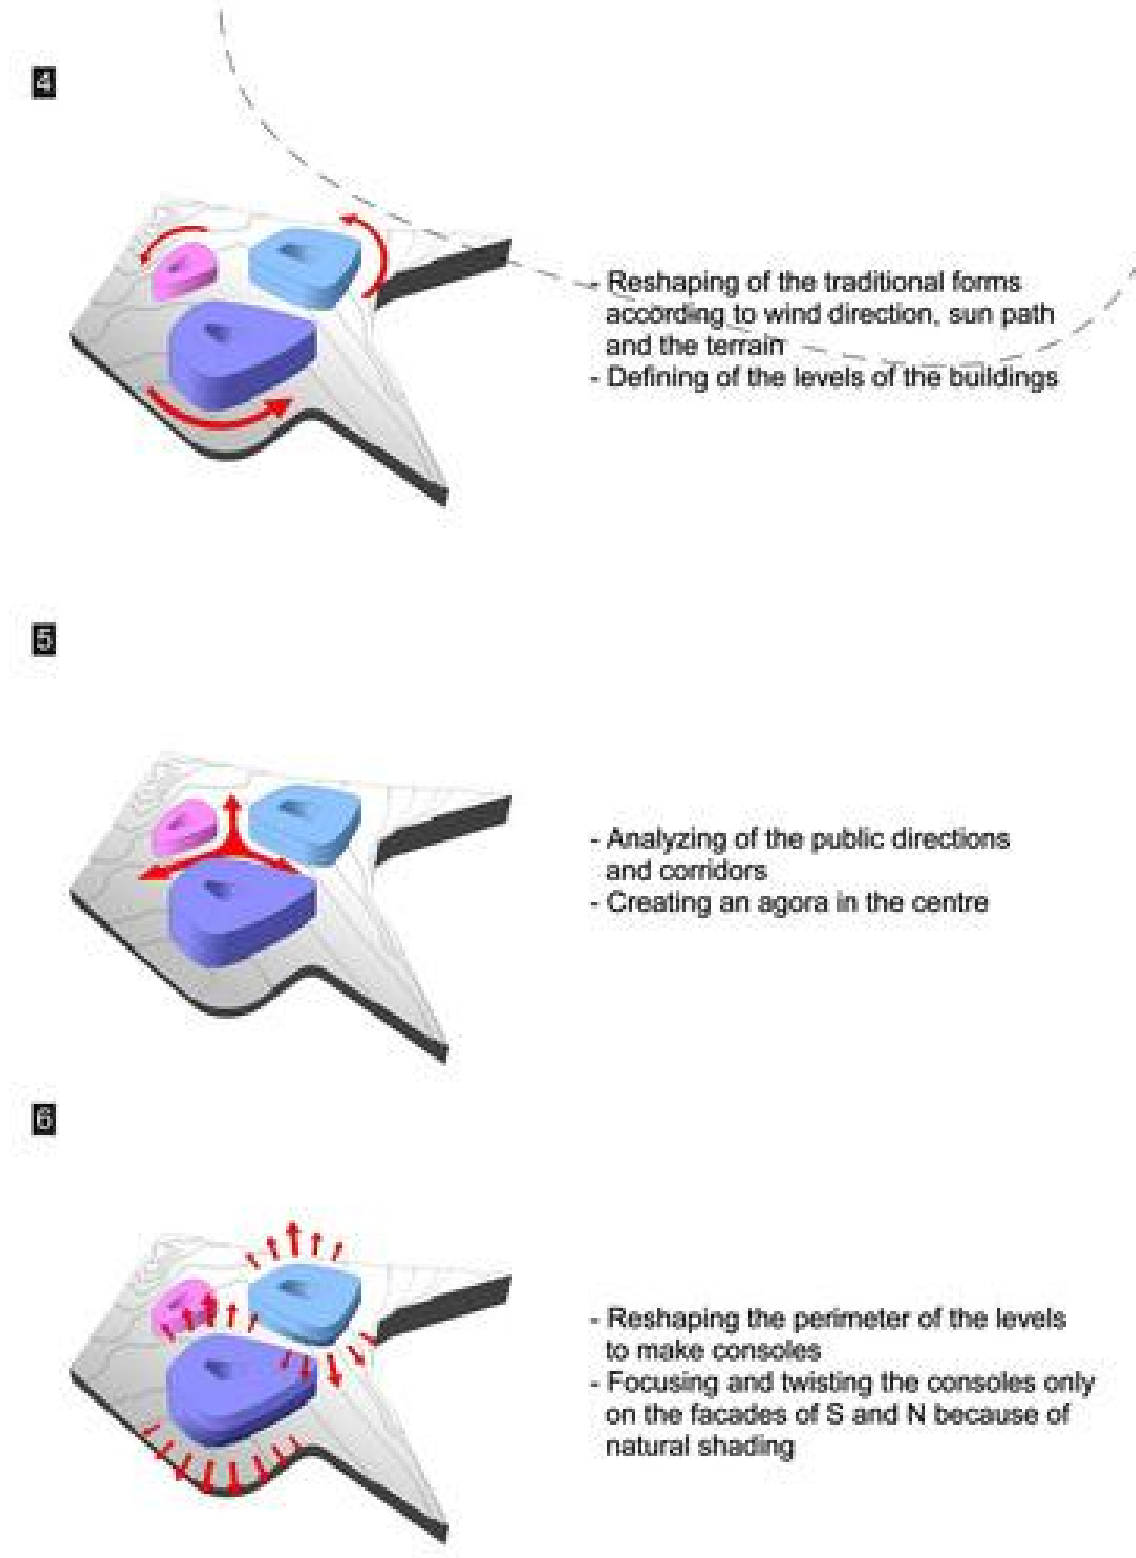 4
- Reshaping of the traditional forms
according to wind direction, sun path
and the terrain
- Defining of the levels of the buildings
5
- Analyzing of the public directions
and corridors
- Creating an agora in the centre
6
- Reshaping the perimeter of the levels
to make consoles
- Focusing and twisting the consoles only
on the facades of S and N because of
natural shading